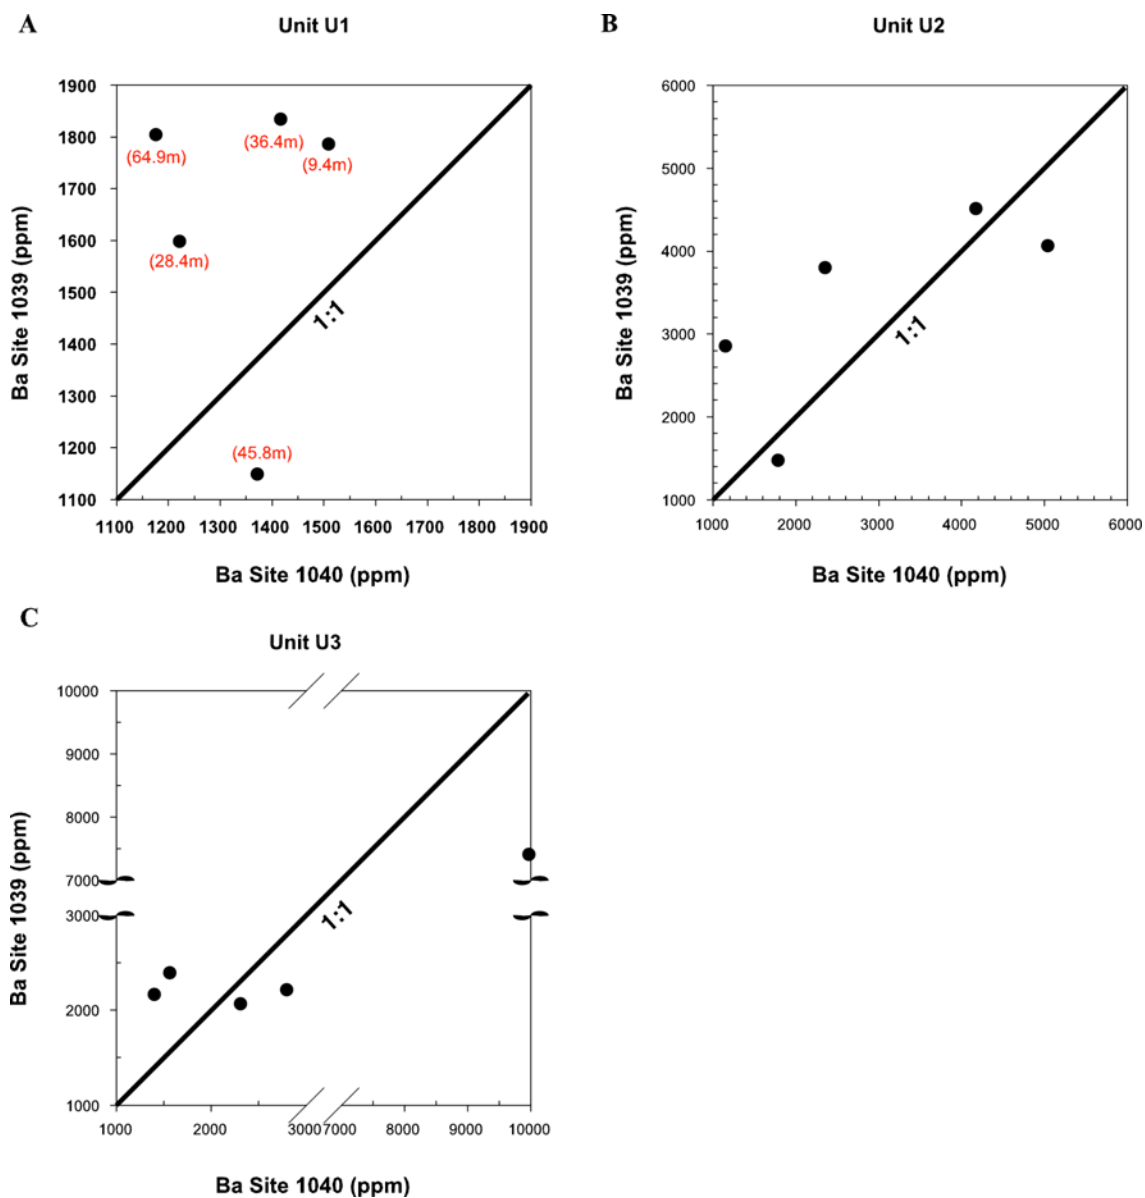 A
Unit U1
1900
1800
1700
1600
1500
1400
1300
1200
1100
(64.9m)
(36.4m)
(9.4m)
(28.4m)
(45.8m)
1:1
1100 1200 1300 1400 1500 1600 1700 1800 1900
Ba Site 1039 (ppm)
Ba Site 1040 (ppm)
B
Unit U2
6000
5000
4000
3000
2000
1000
1:1
1000 2000 3000 4000 5000 6000
Ba Site 1039 (ppm)
Ba Site 1040 (ppm)
C
Unit U3
10000
9000
8000
7000
3000
2000
1000
1:1
1000 2000 3000 7000 8000 9000 10000
Ba Site 1039 (ppm)
Ba Site 1040 (ppm)